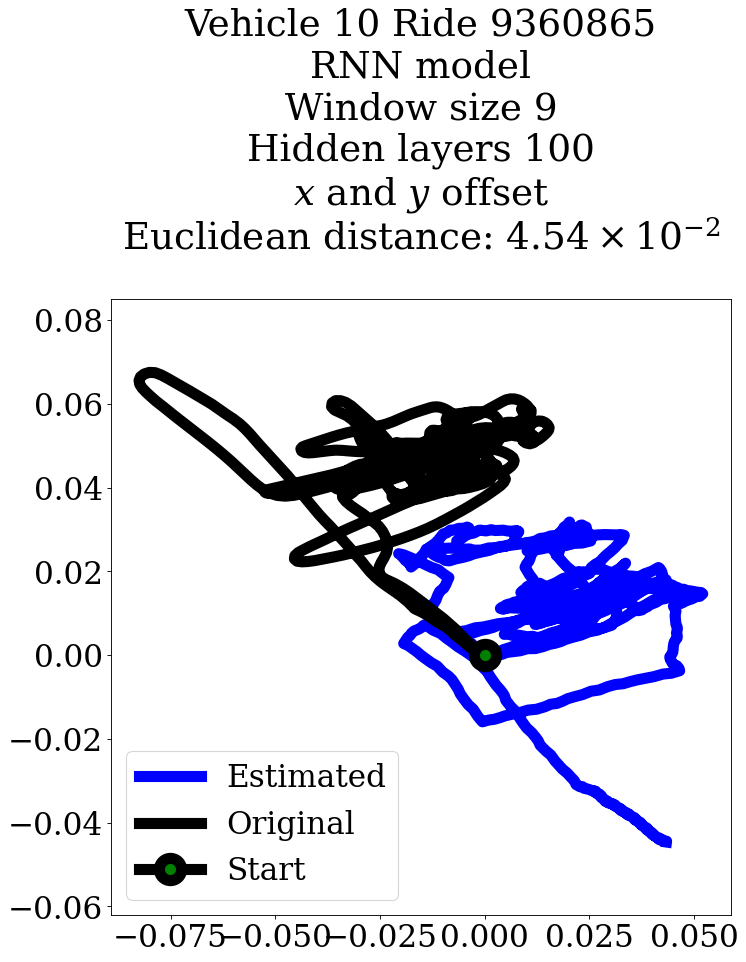 Vehicle 10 Ride 9360865
RNN model
Window size 9
Hidden layers 100
x and y offset
Euclidean distance: 4.54 × 10⁻²
0.08
0.06
0.04
0.02
0.00
−0.02
−0.04
−0.06
Estimated
Original
Start
−0.075 −0.050 −0.025 0.000 0.025 0.050